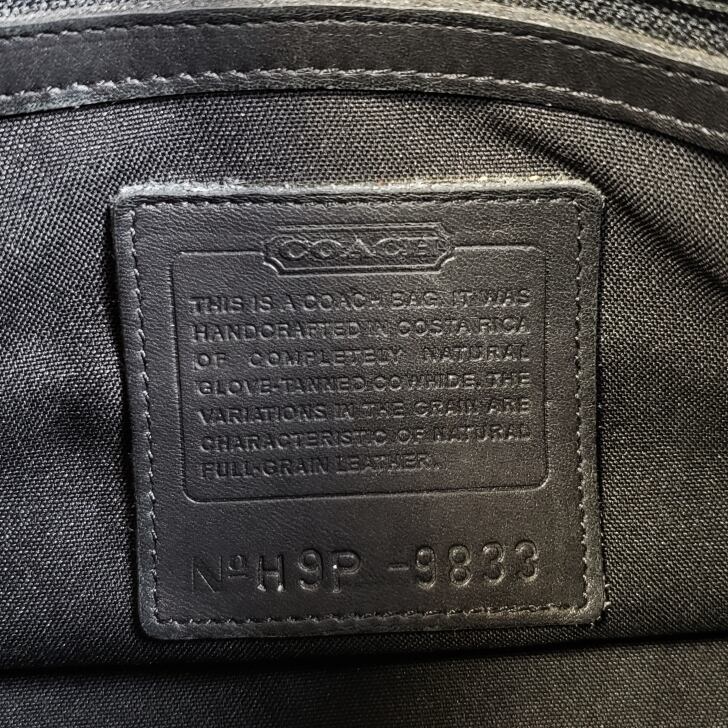 COACH
THIS IS A COACH BAG. IT WAS
HANDCRAFTED IN COSTA RICA
OF COMPLETELY NATURAL
GLOVE-TANNED COWHIDE. THE
VARIATIONS IN THE GRAIN ARE
CHARACTERISTIC OF NATURAL
FULL-GRAIN LEATHER.
Nº H9P-9833